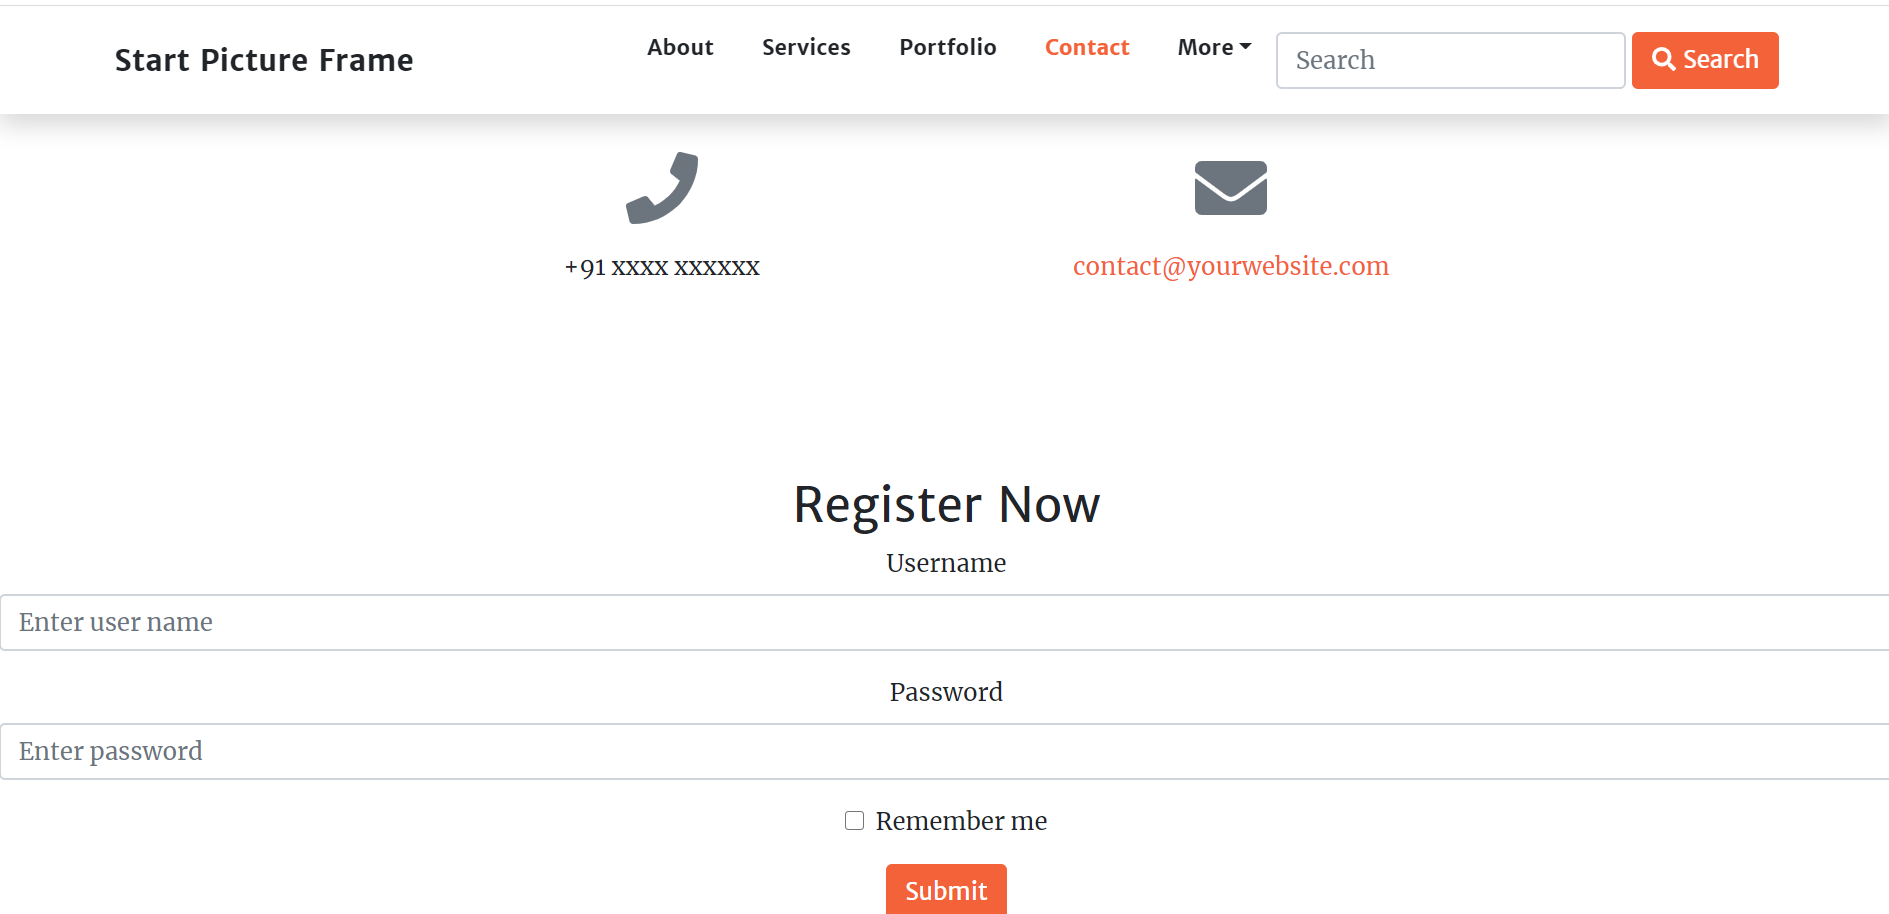 Start Picture Frame
About Services Portfolio Contact More Search Search
+91 xxxx xxxxxx contact@yourwebsite.com
Register Now
Username
Enter user name
Password
Enter password
Remember me
Submit